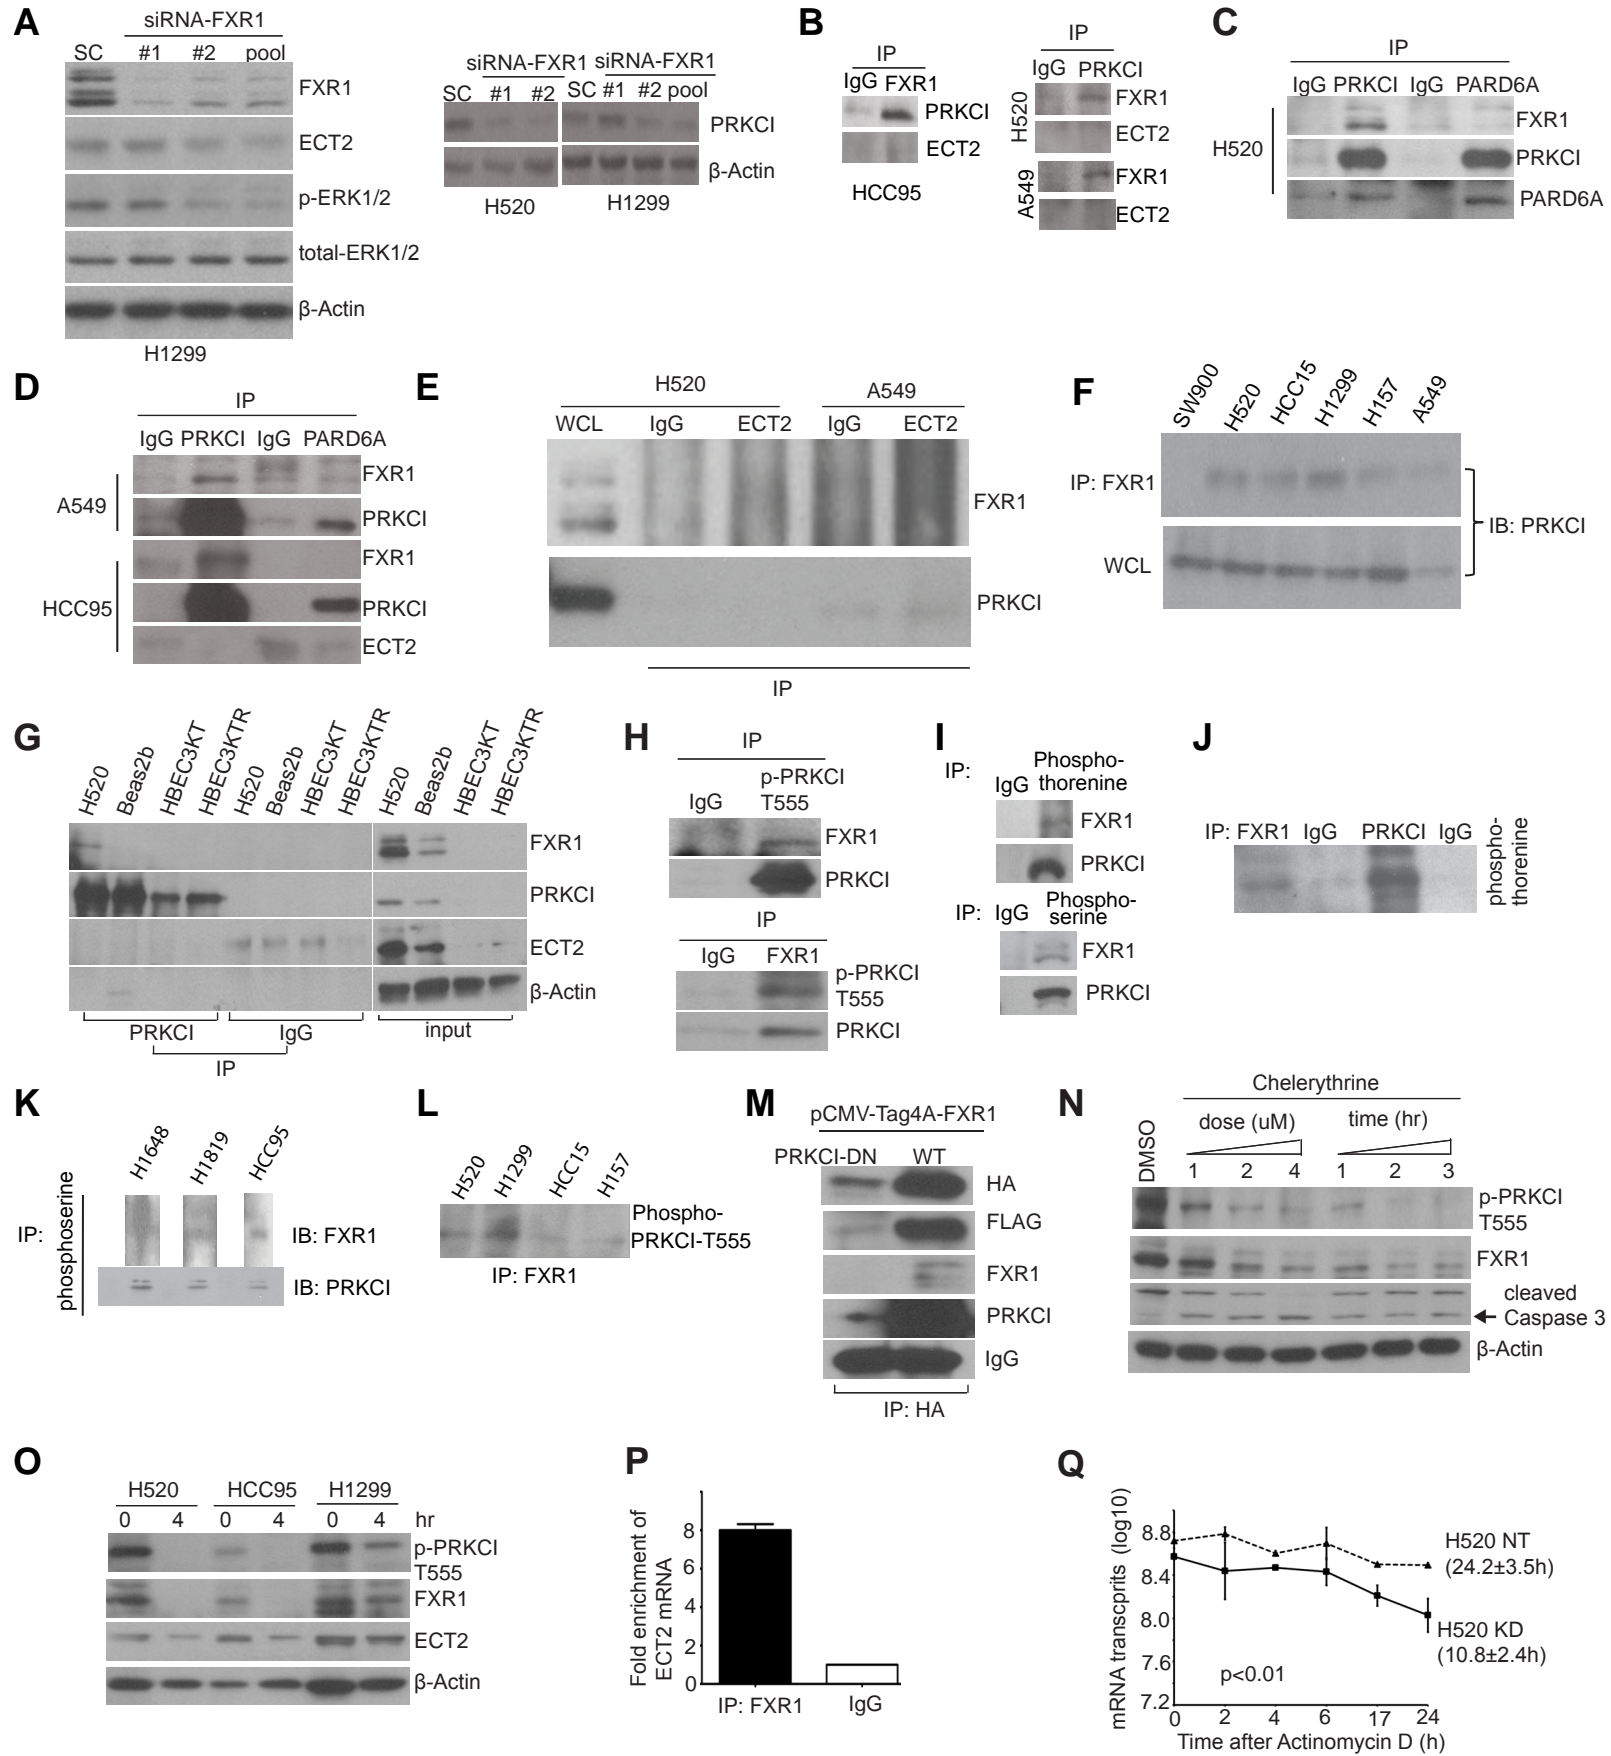 A
siRNA-FXR1
SC #1 #2 pool
FXR1
ECT2
p-ERK1/2
total-ERK1/2
β-Actin
H1299
siRNA-FXR1 siRNA-FXR1
SC #1 #2 SC #1 #2 pool
PRKCI
β-Actin
H520 H1299
B
IP
IgG FXR1
PRKCI
ECT2
HCC95
IP
IgG PRKCI
H520
FXR1
ECT2
A549
FXR1
ECT2
C
IP
IgG PRKCI IgG PARD6A
H520
FXR1
PRKCI
PARD6A
D
IP
IgG PRKCI IgG PARD6A
A549
FXR1
PRKCI
HCC95
FXR1
PRKCI
ECT2
E
H520 A549
WCL IgG ECT2 IgG ECT2
FXR1
PRKCI
IP
F
SW900 H520 HCC15 H1299 H157 A549
IP: FXR1
WCL
IB: PRKCI
G
H520 Beas2b HBEC3KT HBEC3KTR H520 Beas2b HBEC3KT HBEC3KTR H520 Beas2b HBEC3KT HBEC3KTR
FXR1
PRKCI
ECT2
β-Actin
PRKCI IgG input
IP
H
IP
IgG p-PRKCI
T555
FXR1
PRKCI
IP
IgG FXR1
p-PRKCI
T555
PRKCI
I
IP: IgG Phospho-
thorenine
FXR1
PRKCI
IP: IgG Phospho-
serine
FXR1
PRKCI
J
IP: FXR1 IgG PRKCI IgG
phospho-
thorenine
K
H1648 H1819 HCC95
IP: phosphoserine
IB: FXR1
IB: PRKCI
L
H520 H1299 HCC15 H157
Phospho-
PRKCI-T555
IP: FXR1
M
pCMV-Tag4A-FXR1
PRKCI-DN WT
HA
FLAG
FXR1
PRKCI
IgG
IP: HA
N
Chelerythrine
DMSO dose (uM) time (hr)
1 2 4 1 2 3
p-PRKCI
T555
FXR1
cleaved
Caspase 3
β-Actin
O
H520 HCC95 H1299
0 4 0 4 0 4 hr
p-PRKCI
T555
FXR1
ECT2
β-Actin
P
Fold enrichment of
ECT2 mRNA
8
6
4
2
0
IP: FXR1 IgG
Q
mRNA transcprits (log10)
8.8
8.4
8.0
7.6
7.2
H520 NT
(24.2±3.5h)
H520 KD
(10.8±2.4h)
p<0.01
0 2 4 6 17 24
Time after Actinomycin D (h)